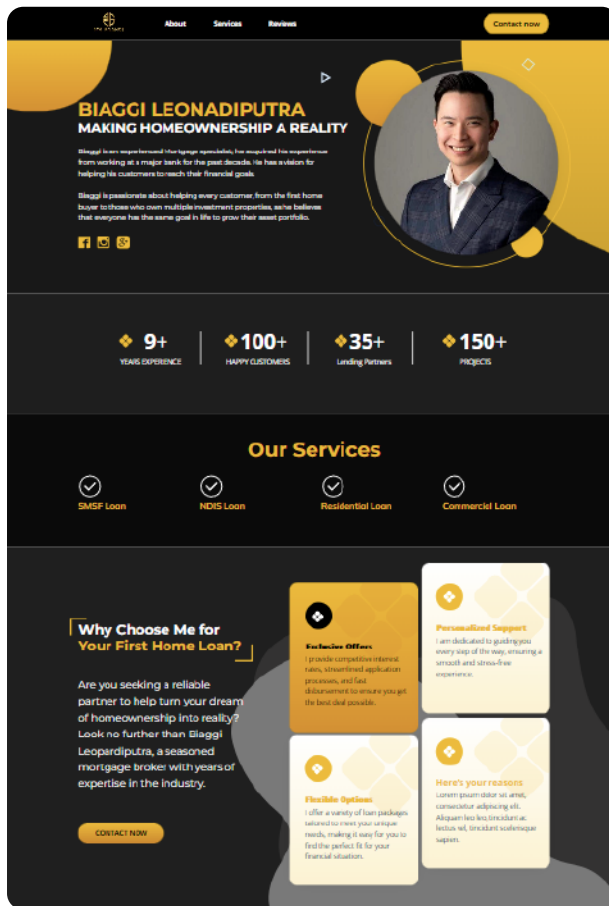 About
Services
Reviews
Contact now
BIAGGI LEONADIPUTRA
MAKING HOMEOWNERSHIP A REALITY
Biaggi is an experienced Mortgage specialist, he acquired his experience
from working at a major bank for the past decade. He has a vision for
helping his customers to reach their financial goals
Biaggi is passionate about helping every customer, from the first home
buyer to those who own multiple investment properties, as he believes
that everyone has the same goal in life to grow their asset portfolio.
9+
YEARS EXPERIENCE
100+
HAPPY CUSTOMERS
35+
Lending Partners
150+
PROJECTS
Our Services
SMSF Loan
NDIS Loan
Residential Loan
Commerciel Loan
Why Choose Me for
Your First Home Loan?
Are you seeking a reliable
partner to help turn your dream
of homeownership into reality?
Look no further than Biaggi
Leopardiputra, a seasoned
mortgage broker with years of
expertise in the industry.
CONTACT NOW
Exclusive Offers
I provide competitive interest
rates, streamlined application
processes, and fast
disbursement to ensure you get
the best deal possible.
Personalized Support
I am dedicated to guiding you
every step of the way, ensuring a
smooth and stress-free
experience.
Flexible Options
I offer a variety of loan packages
tailored to meet your unique
needs, making it easy for you to
find the perfect fit for your
financial situation.
Here's your reasons
Lorem ipsum dolor sit amet,
consectetur adipiscing elit.
Aliquam leo leo, tincidunt ac
lectus vel, tincidunt scelerisque
sapien.